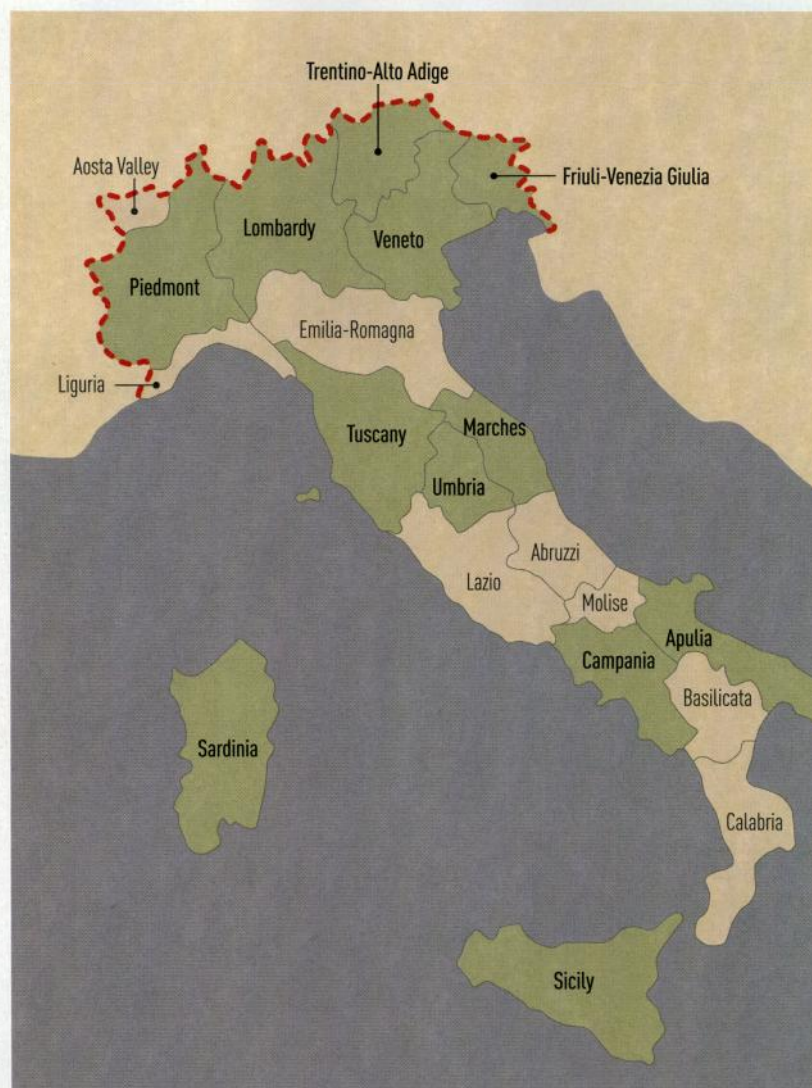 Trentino-Alto Adige
Aosta Valley
Friuli-Venezia Giulia
Lombardy
Veneto
Piedmont
Emilia-Romagna
Liguria
Tuscany
Marches
Umbria
Abruzzi
Lazio
Molise
Apulia
Campania
Basilicata
Sardinia
Calabria
Sicily